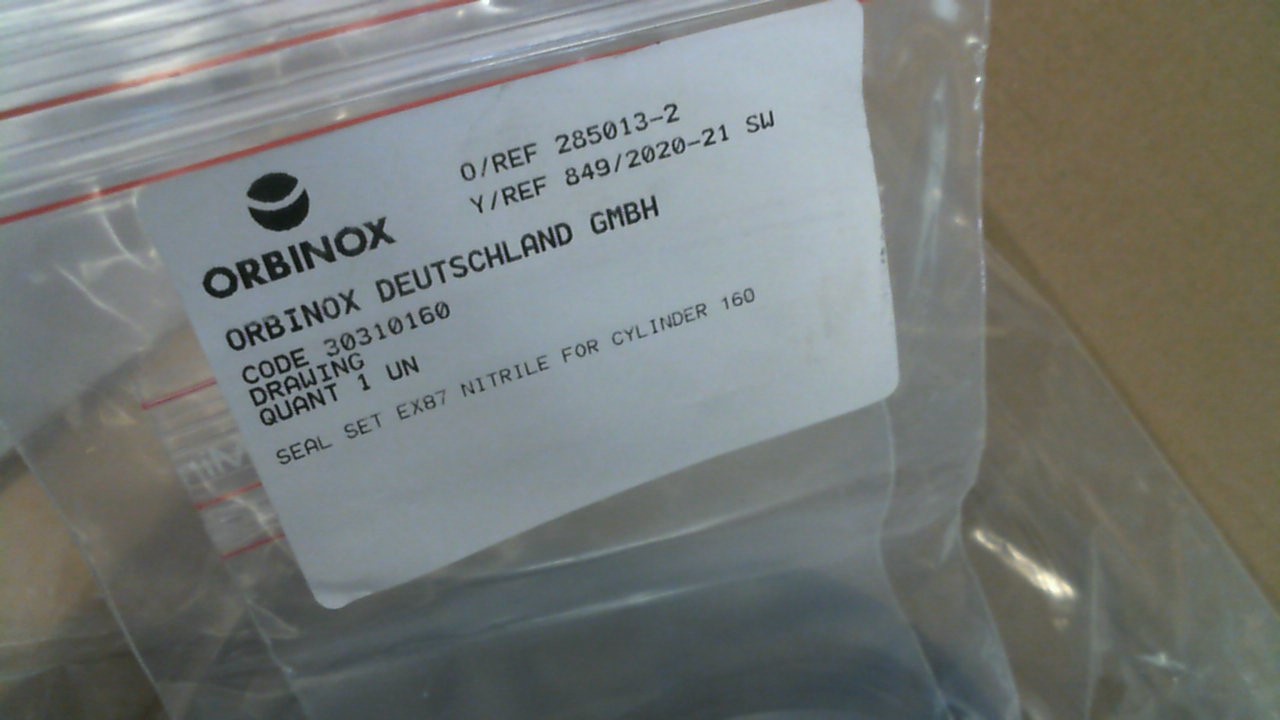 O/REF 285013-2
Y/REF 849/2020-21 SW
ORBINOX
ORBINOX DEUTSCHLAND GMBH
CODE 30310160
DRAWING
QUANT 1 UN
SEAL SET EX87 NITRILE FOR CYLINDER 160